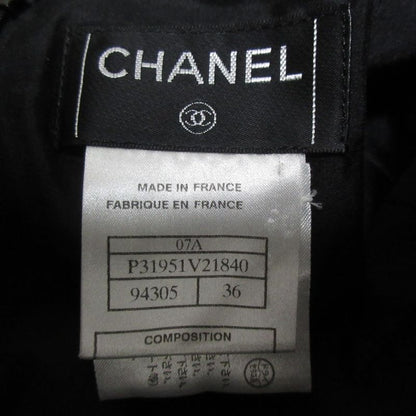 CHANEL
MADE IN FRANCE
FABRIQUE EN FRANCE
07A
P31951V21840
94305 36
COMPOSITION